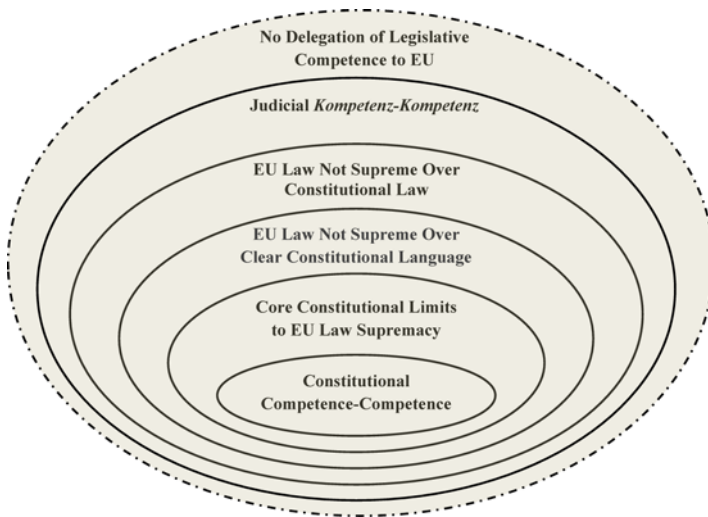 No Delegation of Legislative
Competence to EU
Judicial Kompetenz-Kompetenz
EU Law Not Supreme Over
Constitutional Law
EU Law Not Supreme Over
Clear Constitutional Language
Core Constitutional Limits
to EU Law Supremacy
Constitutional
Competence-Competence